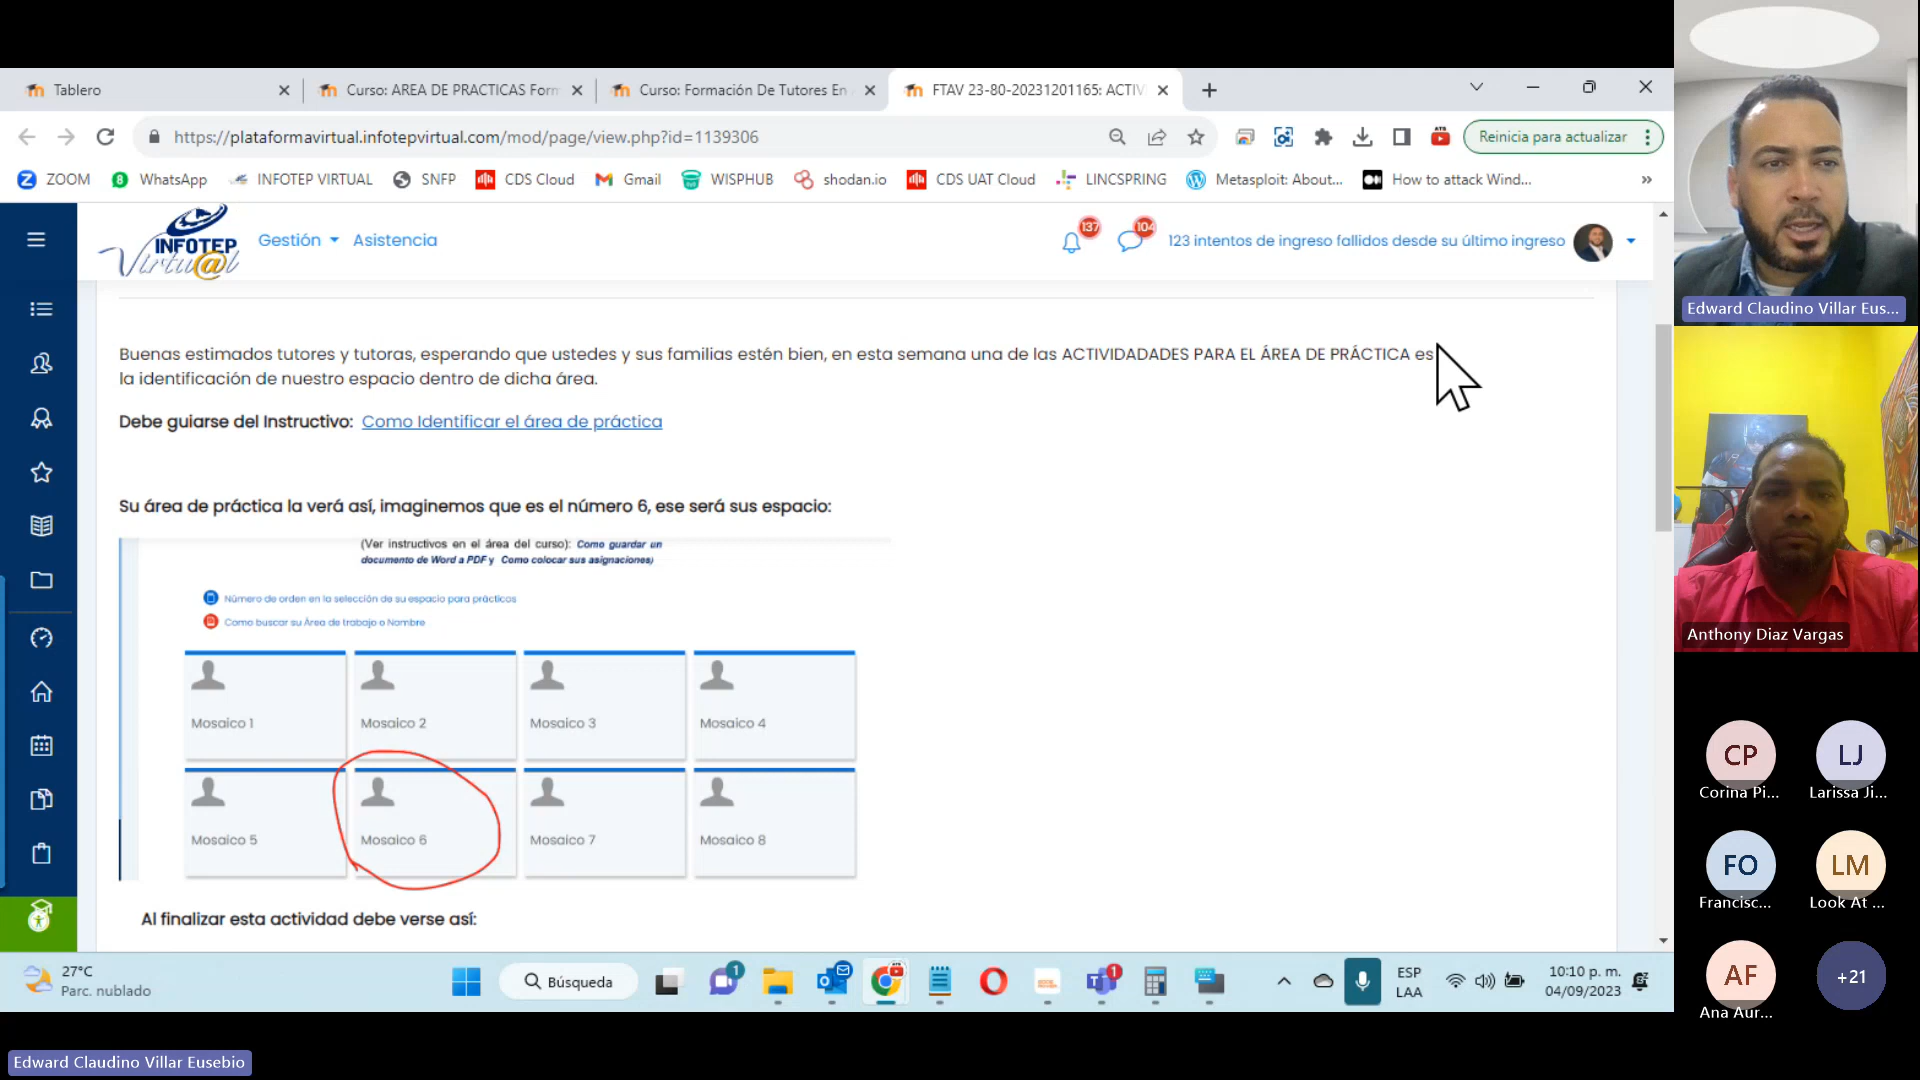 Tablero
Curso: AREA DE PRACTICAS Form
Curso: Formación De Tutores En
FTAV 23-80-20231201165: ACTIV
https://plataformavirtual.infotepvirtual.com/mod/page/view.php?id=1139306
Reinicia para actualizar
ZOOM
WhatsApp
INFOTEP VIRTUAL
SNFP
CDS Cloud
Gmail
WISPHUB
shodan.io
CDS UAT Cloud
LINCSPRING
Metasploit: About...
How to attack Wind...
»
INFOTEP
Virtu@l
Gestión
Asistencia
137
104
123 intentos de ingreso fallidos desde su último ingreso
Buenas estimados tutores y tutoras, esperando que ustedes y sus familias estén bien, en esta semana una de las ACTIVIDADADES PARA EL ÁREA DE PRÁCTICA es
la identificación de nuestro espacio dentro de dicha área.
Debe guiarse del Instructivo: Como Identificar el área de práctica
Su área de práctica la verá así, imaginemos que es el número 6, ese será sus espacio:
(Ver instructivos en el área del curso): Como guardar un
documento de Word a PDF y Como colocar sus asignaciones)
Número de orden en la selección de su espacio para prácticos
Como buscar su Área de trabajo o Nombre
Mosaico 1
Mosaico 2
Mosaico 3
Mosaico 4
Mosaico 5
Mosaico 6
Mosaico 7
Mosaico 8
Al finalizar esta actividad debe verse así:
27°C
Parc. nublado
Búsqueda
1
1
ESP
LAA
10:10 p. m.
04/09/2023
Edward Claudino Villar Eus...
Anthony Diaz Vargas
CP
Corina Pi...
LJ
Larissa Ji...
FO
Francisc...
LM
Look At ...
AF
Ana Aur...
+21
Edward Claudino Villar Eusebio